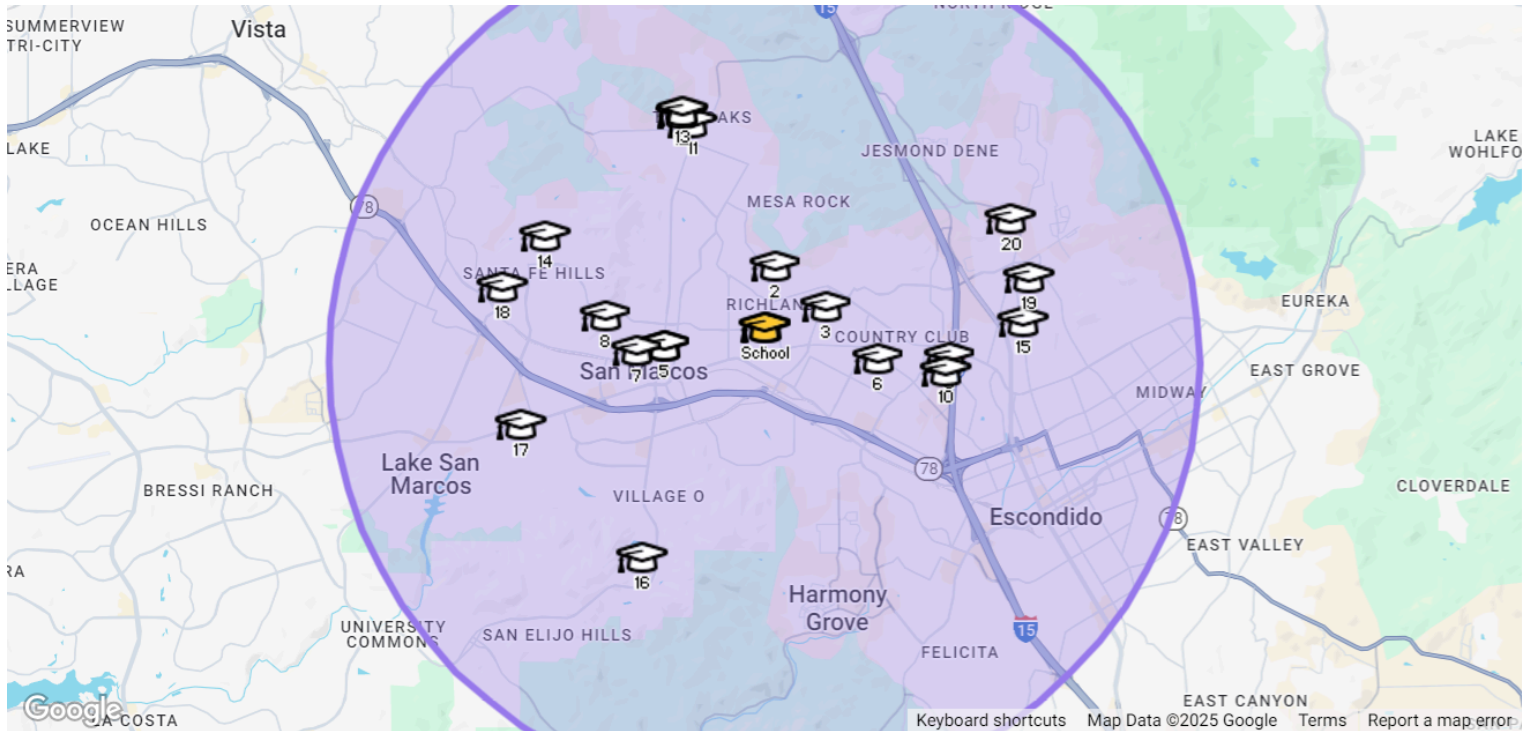 SUMMERVIEW
TRI-CITY
Vista
15
LAKE
WOHLFO
LAKE
13
11
JESMOND DENE
MESA ROCK
78
OCEAN HILLS
20
14
SANTA FE HILLS
2
19
18
RICHLAND
3
EUREKA
8
School
COUNTRY CLUB
15
7
5
San Marcos
6
10
EAST GROVE
MIDWAY
17
Lake San
Marcos
78
BRESSI RANCH
VILLAGE O
CLOVERDALE
Escondido
78
EAST VALLEY
16
Harmony
Grove
15
UNIVERSITY
COMMONS
SAN ELIJO HILLS
FELICITA
EAST CANYON
Google
LA COSTA
Keyboard shortcuts
Map Data ©2025 Google
Terms
Report a map error